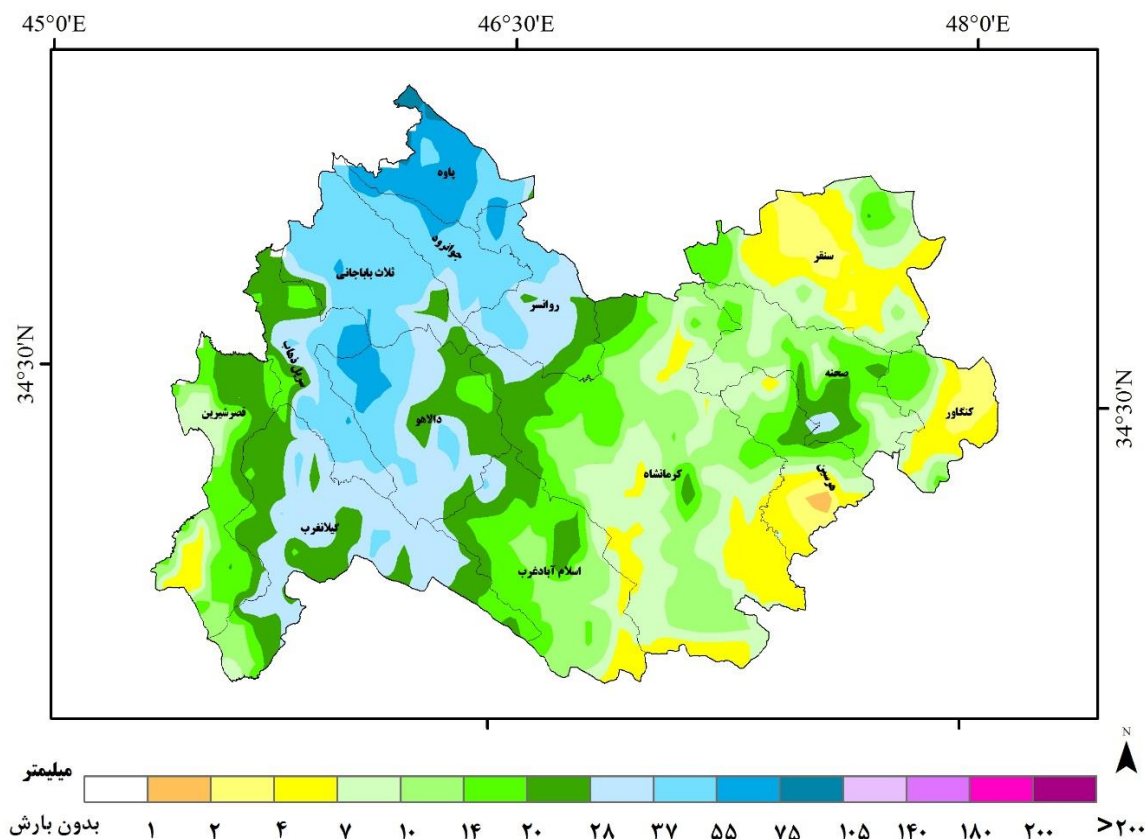 45°0'E 46°30'E 48°0'E
پاوه
جوانرود
ثلاث باباجانی
سنقر
روانسر
34°30'N
سرپل ذهاب
صحنه
قصرشیرین
دالاهو
کنگاور
34°30'N
کرمانشاه
هرسین
گیلانغرب
اسلام آبادغرب
N
میلیمتر
بدون بارش ۱ ۲ ۴ ۷ ۱۰ ۱۴ ۲۰ ۲۸ ۳۷ ۵۵ ۷۵ ۱۰۵ ۱۴۰ ۱۸۰ ۲۰۰ >۲۰۰